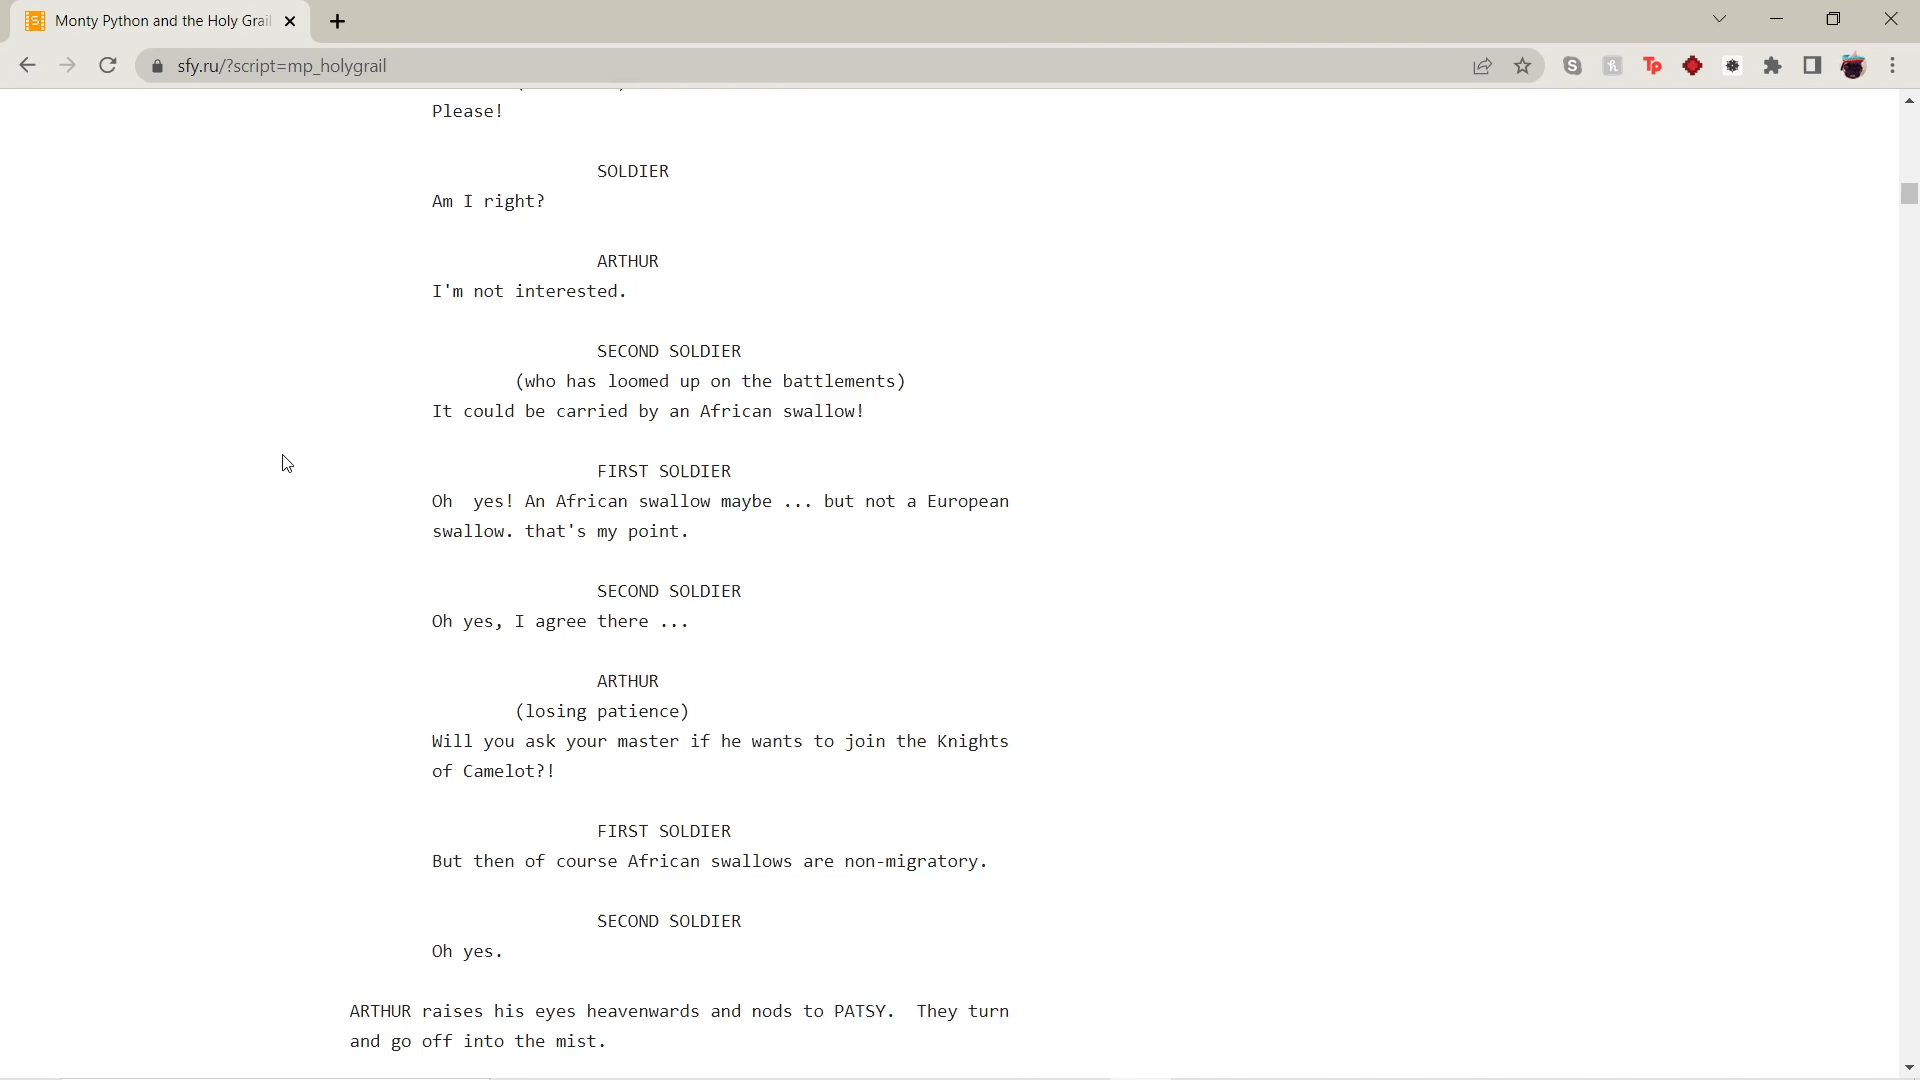 Monty Python and the Holy Grail
sfy.ru/?script=mp_holygrail
Please!
SOLDIER
Am I right?
ARTHUR
I'm not interested.
SECOND SOLDIER
(who has loomed up on the battlements)
It could be carried by an African swallow!
FIRST SOLDIER
Oh  yes! An African swallow maybe ... but not a European
swallow. that's my point.
SECOND SOLDIER
Oh yes, I agree there ...
ARTHUR
(losing patience)
Will you ask your master if he wants to join the Knights
of Camelot?!
FIRST SOLDIER
But then of course African swallows are non-migratory.
SECOND SOLDIER
Oh yes.
ARTHUR raises his eyes heavenwards and nods to PATSY.  They turn
and go off into the mist.